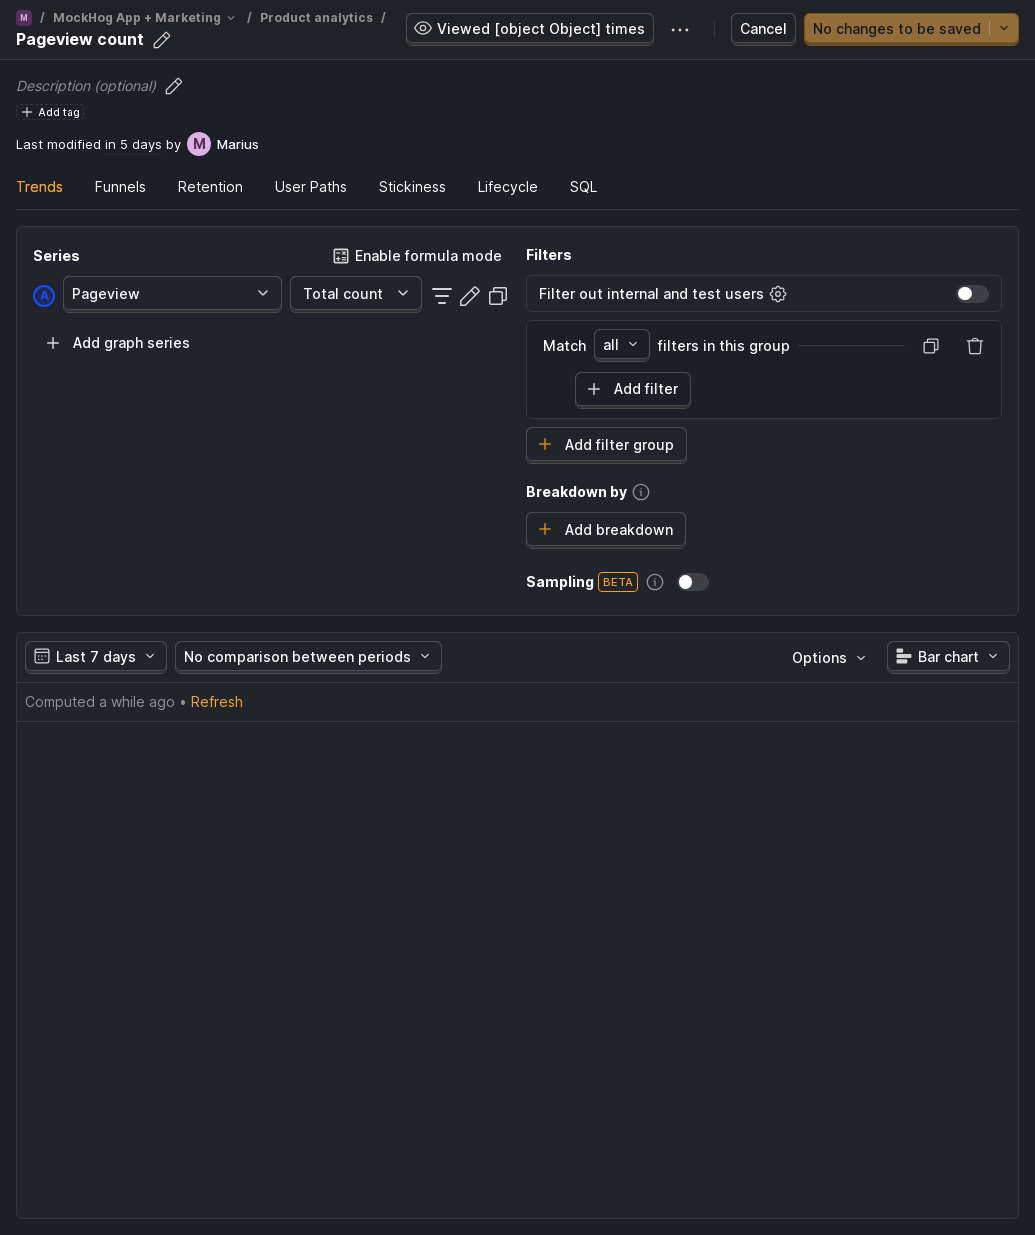 M / MockHog App + Marketing / Product analytics /
Pageview count
Viewed [object Object] times
Cancel
No changes to be saved
Description (optional)
Add tag
Last modified in 5 days by M Marius
Trends Funnels Retention User Paths Stickiness Lifecycle SQL
Series
Enable formula mode
A Pageview Total count
Add graph series
Filters
Filter out internal and test users
Match all filters in this group
Add filter
Add filter group
Breakdown by
Add breakdown
Sampling BETA
Last 7 days No comparison between periods Options Bar chart
Computed a while ago • Refresh